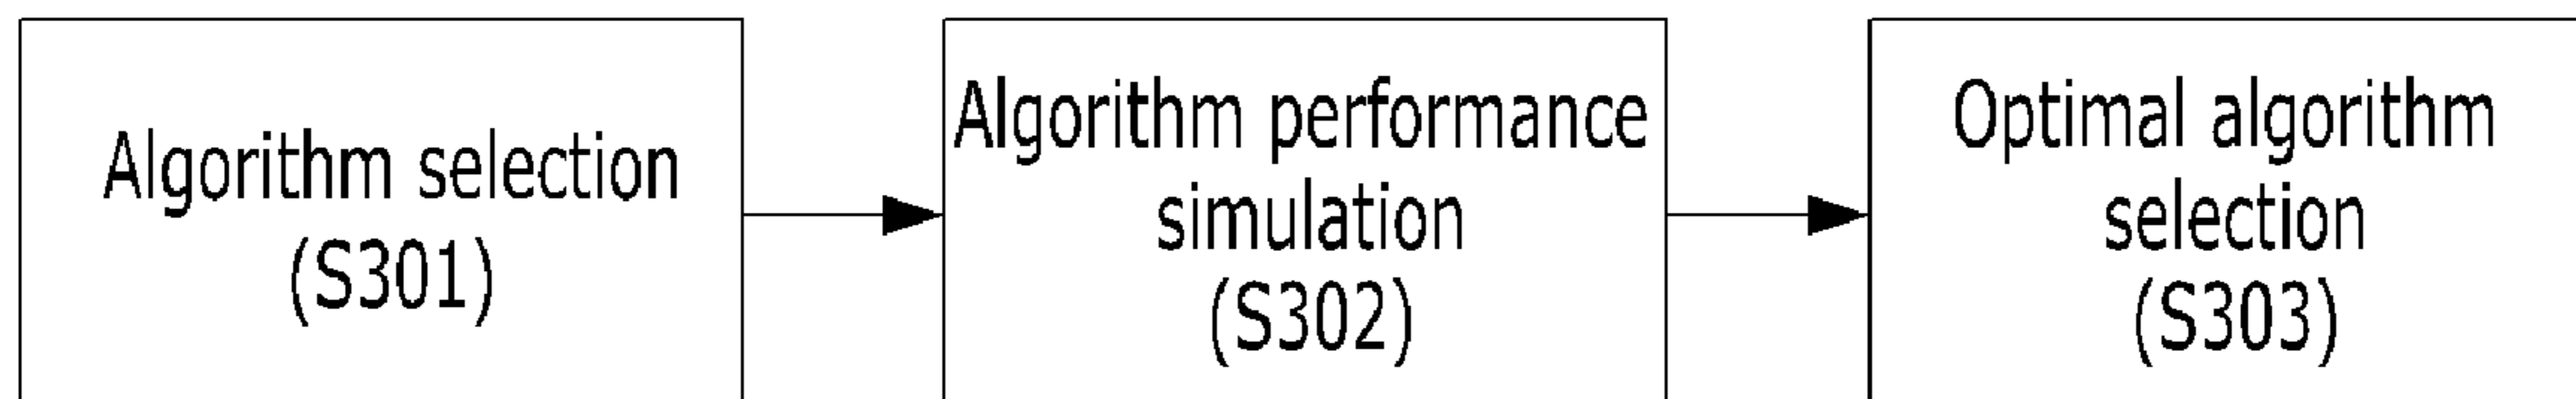 Algorithm selection
(S301)
Algorithm performance
simulation
(S302)
Optimal algorithm
selection
(S303)